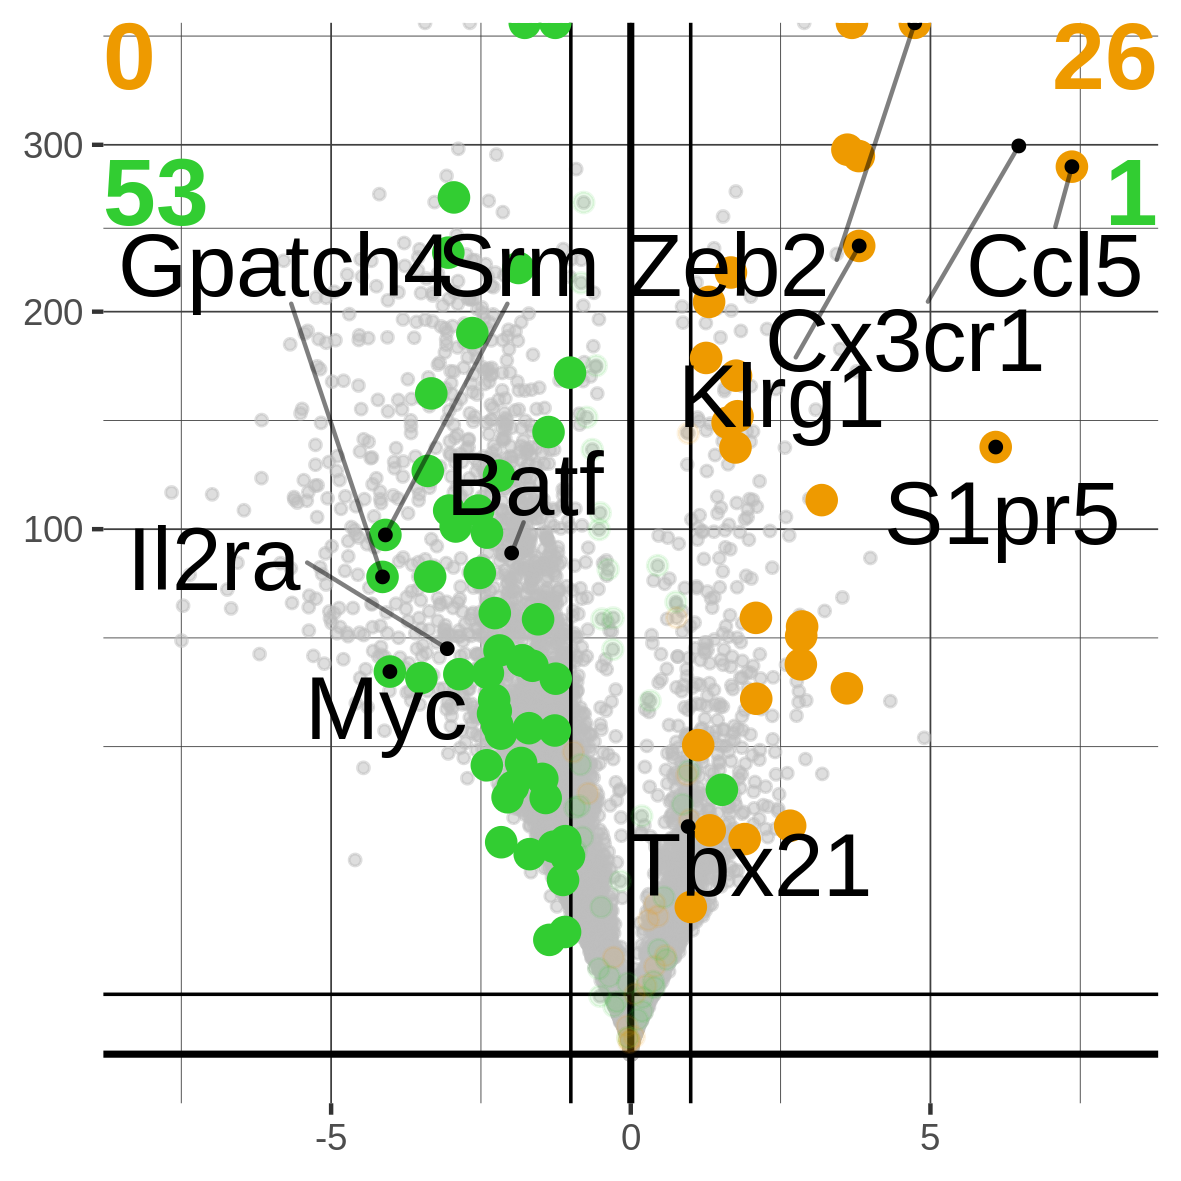 0 26
300
53 1
Gpatch4 Srm Zeb2 Ccl5
200
Cx3cr1
Klrg1
Batf
S1pr5
100
Il2ra
Myc
Tbx21
-5 0 5